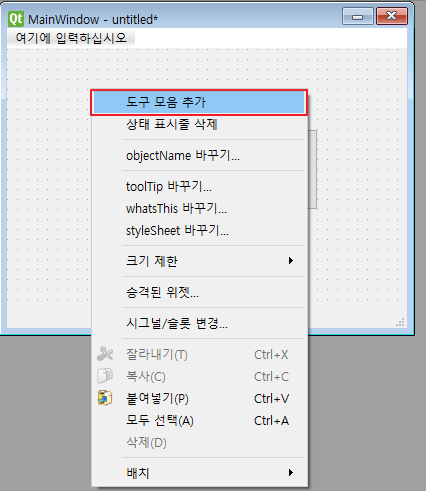 Qt MainWindow - untitled*
여기에 입력하십시오
도구 모음 추가
상태 표시줄 삭제
objectName 바꾸기...
toolTip 바꾸기...
whatsThis 바꾸기...
styleSheet 바꾸기...
크기 제한
승격된 위젯...
시그널/슬롯 변경...
잘라내기(T) Ctrl+X
복사(C) Ctrl+C
붙여넣기(P) Ctrl+V
모두 선택(A) Ctrl+A
삭제(D)
배치